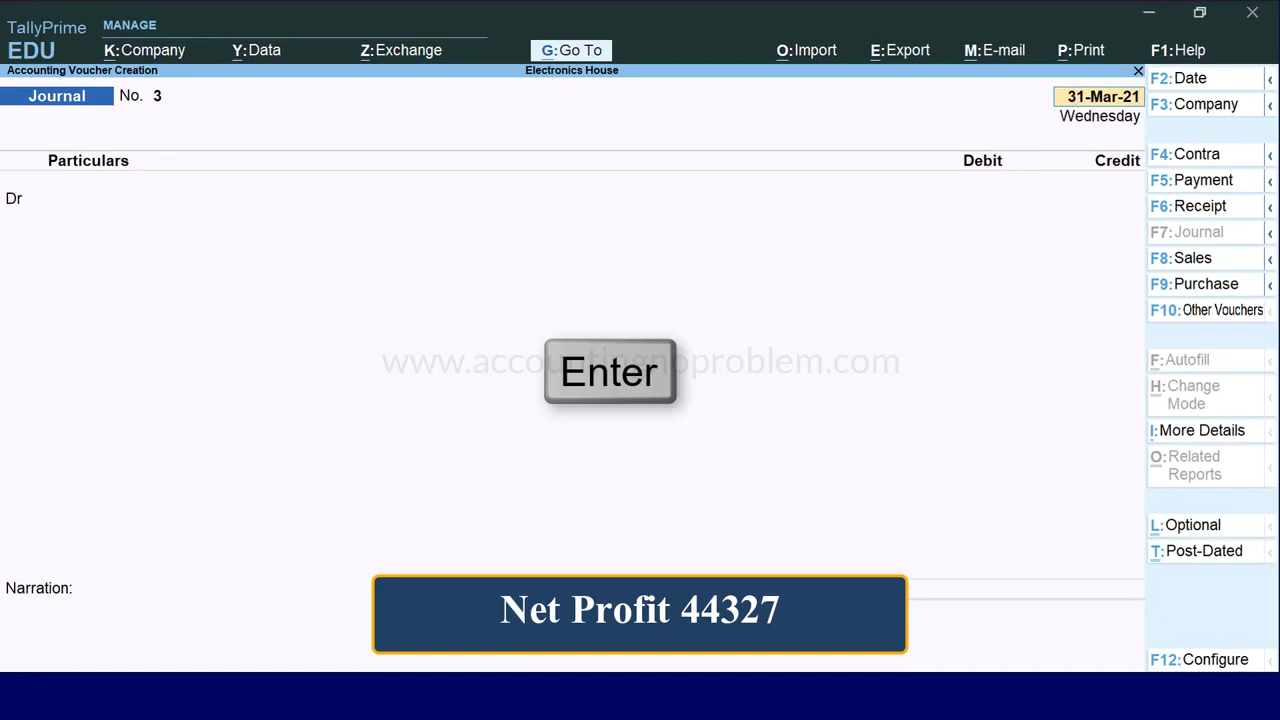 TallyPrime
EDU
MANAGE
K:Company
Y:Data
Z:Exchange
G:Go To
O:Import
E:Export
M:E-mail
P:Print
F1:Help
Accounting Voucher Creation
Electronics House
Journal No. 3
31-Mar-21
Wednesday
Particulars
Debit
Credit
Dr
www.accountingnoproblem.com
Enter
Narration:
Net Profit 44327
F2:Date
F3:Company
F4:Contra
F5:Payment
F6:Receipt
F7:Journal
F8:Sales
F9:Purchase
F10:Other Vouchers
F:Autofill
H:Change
Mode
I:More Details
O:Related
Reports
L:Optional
T:Post-Dated
F12:Configure